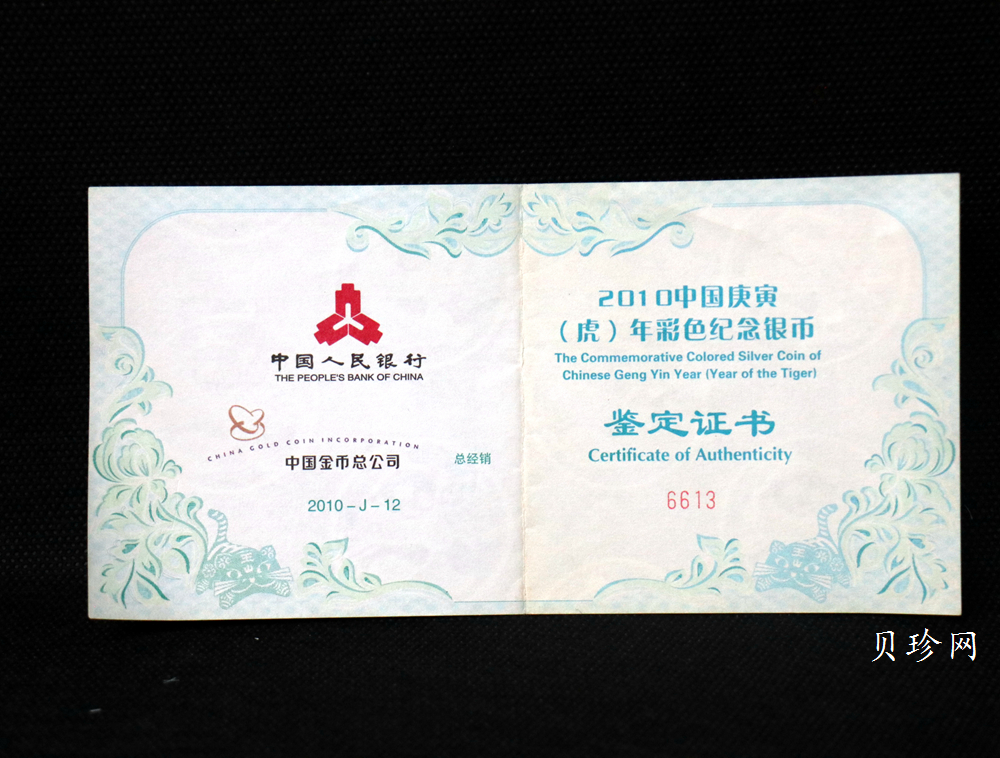 中国人民银行
THE PEOPLE'S BANK OF CHINA
CHINA GOLD COIN INCORPORATION
中国金币总公司 总经销
2010-J-12
2010中国庚寅
（虎）年彩色纪念银币
The Commemorative Colored Silver Coin of
Chinese Geng Yin Year (Year of the Tiger)
鉴定证书
Certificate of Authenticity
6613
王
王
贝珍网